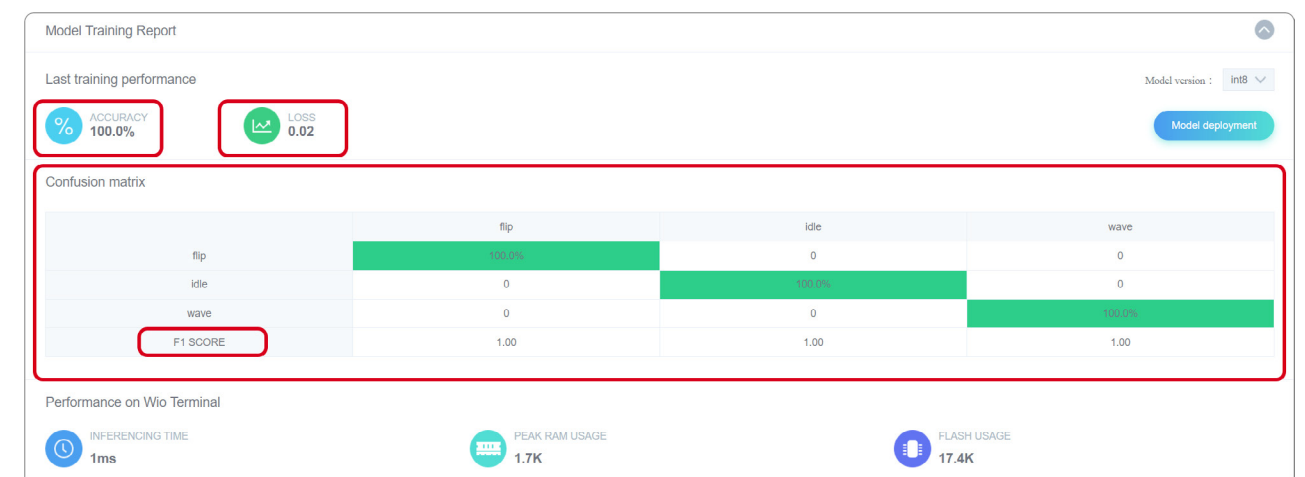 Model Training Report
Last training performance
Model version : int8
ACCURACY
100.0%
LOSS
0.02
Model deployment
Confusion matrix
flip idle wave
flip 100.0% 0 0
idle 0 100.0% 0
wave 0 0 100.0%
F1 SCORE 1.00 1.00 1.00
Performance on Wio Terminal
INFERENCING TIME PEAK RAM USAGE FLASH USAGE
1ms 1.7K 17.4K